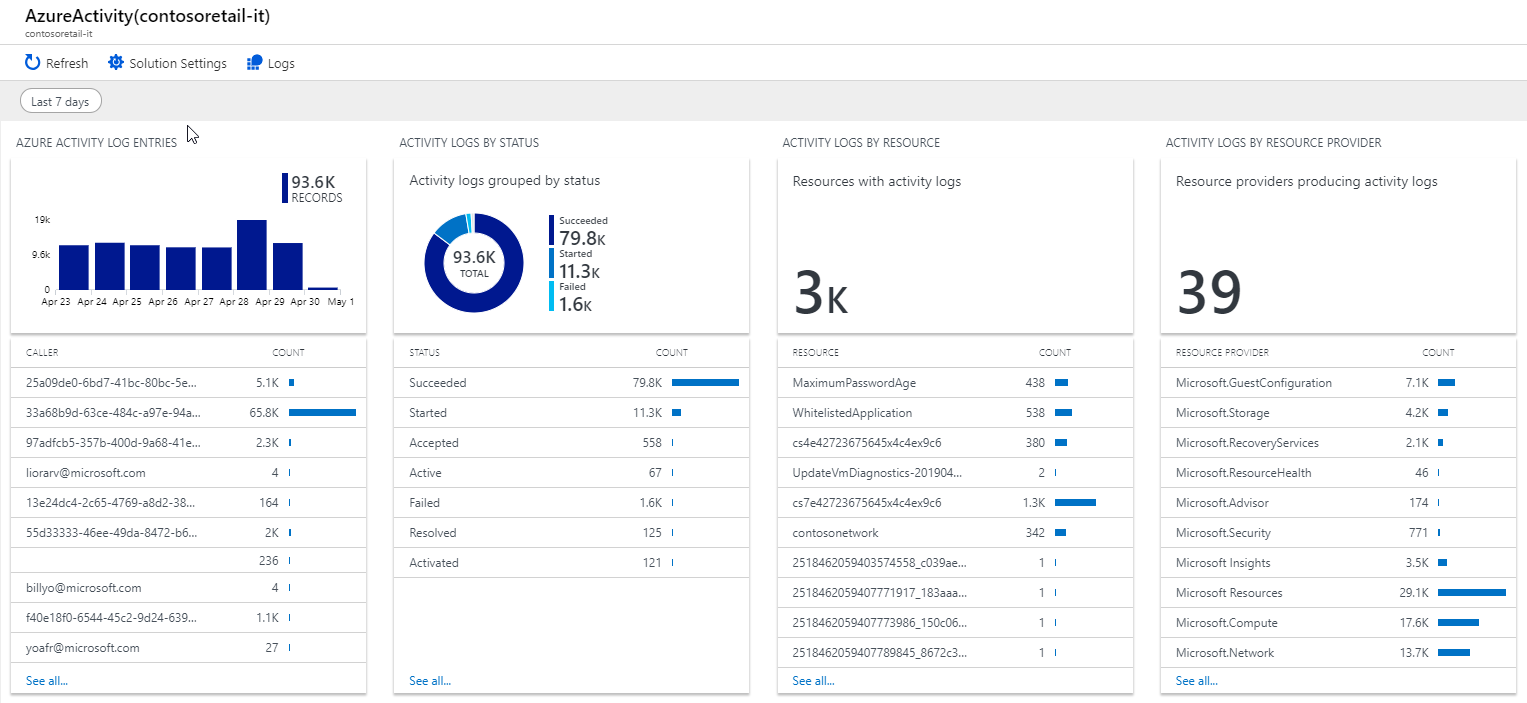 AzureActivity(contosoretail-it)
contosoretail-it
Refresh Solution Settings Logs
Last 7 days
AZURE ACTIVITY LOG ENTRIES
93.6K
RECORDS
19k
9.6k
0
Apr 23 Apr 24 Apr 25 Apr 26 Apr 27 Apr 28 Apr 29 Apr 30 May 1
CALLER COUNT
25a09de0-6bd7-41bc-80bc-5e... 5.1K
33a68b9d-63ce-484c-a97e-94a... 65.8K
97adfcb5-357b-400d-9a68-41e... 2.3K
liorarv@microsoft.com 4
13e24dc4-2c65-4769-a8d2-38... 164
55d33333-46ee-49da-8472-b6... 2K
236
billyo@microsoft.com 4
f40e18f0-6544-45c2-9d24-639... 1.1K
yoafr@microsoft.com 27
See all...
ACTIVITY LOGS BY STATUS
Activity logs grouped by status
93.6K
TOTAL
Succeeded
79.8K
Started
11.3K
Failed
1.6K
STATUS COUNT
Succeeded 79.8K
Started 11.3K
Accepted 558
Active 67
Failed 1.6K
Resolved 125
Activated 121
See all...
ACTIVITY LOGS BY RESOURCE
Resources with activity logs
3K
RESOURCE COUNT
MaximumPasswordAge 438
WhitelistedApplication 538
cs4e42723675645x4c4ex9c6 380
UpdateVmDiagnostics-201904... 2
cs7e42723675645x4c4ex9c6 1.3K
contosonetwork 342
2518462059403574558_c039ae... 1
2518462059407771917_183aaa... 1
2518462059407773986_150c06... 1
2518462059407789845_8672c3... 1
See all...
ACTIVITY LOGS BY RESOURCE PROVIDER
Resource providers producing activity logs
39
RESOURCE PROVIDER COUNT
Microsoft.GuestConfiguration 7.1K
Microsoft.Storage 4.2K
Microsoft.RecoveryServices 2.1K
Microsoft.ResourceHealth 46
Microsoft.Advisor 174
Microsoft.Security 771
Microsoft Insights 3.5K
Microsoft Resources 29.1K
Microsoft.Compute 17.6K
Microsoft.Network 13.7K
See all...